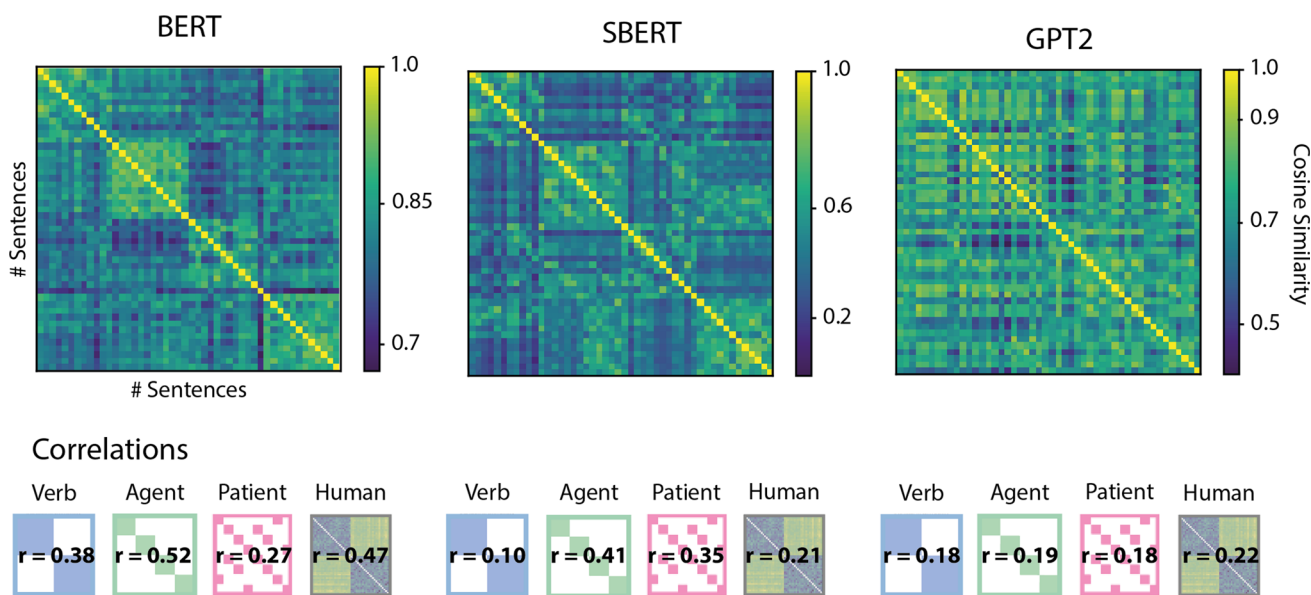 BERT
SBERT
GPT2
1.0
0.85
0.7
1.0
0.6
0.2
1.0
0.9
0.7
0.5
Cosine Similarity
# Sentences
# Sentences
Correlations
Verb Agent Patient Human
r = 0.38 r = 0.52 r = 0.27 r = 0.47
Verb Agent Patient Human
r = 0.10 r = 0.41 r = 0.35 r = 0.21
Verb Agent Patient Human
r = 0.18 r = 0.19 r = 0.18 r = 0.22